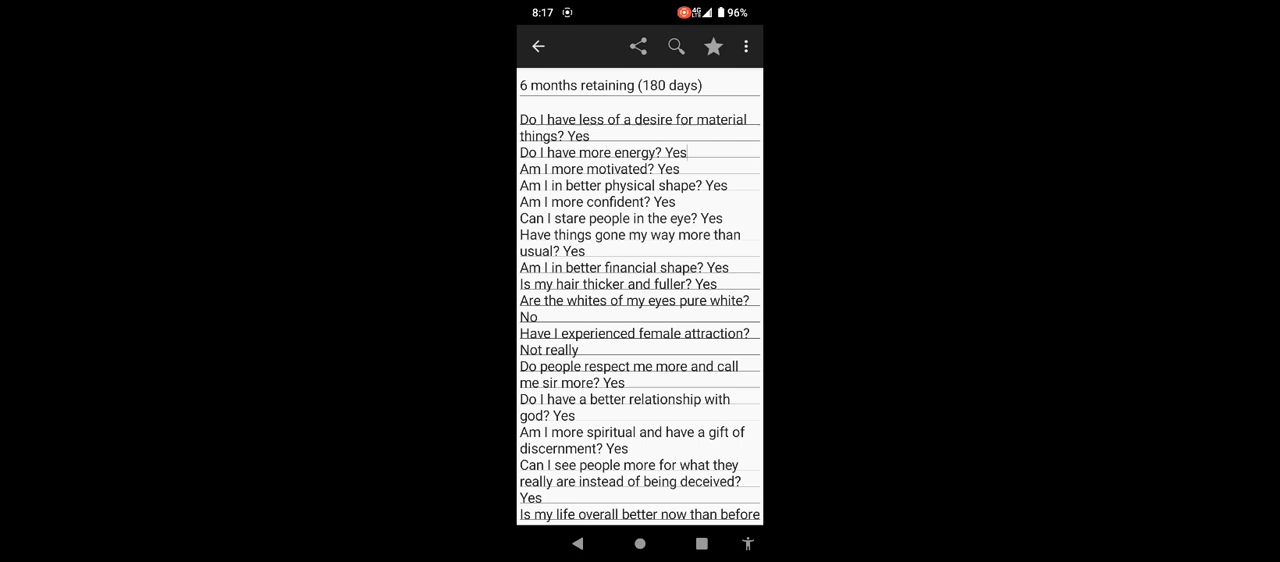 8:17
4G
LTE
96%
6 months retaining (180 days)
Do I have less of a desire for material
things? Yes
Do I have more energy? Yes
Am I more motivated? Yes
Am I in better physical shape? Yes
Am I more confident? Yes
Can I stare people in the eye? Yes
Have things gone my way more than
usual? Yes
Am I in better financial shape? Yes
Is my hair thicker and fuller? Yes
Are the whites of my eyes pure white?
No
Have I experienced female attraction?
Not really
Do people respect me more and call
me sir more? Yes
Do I have a better relationship with
god? Yes
Am I more spiritual and have a gift of
discernment? Yes
Can I see people more for what they
really are instead of being deceived?
Yes
Is my life overall better now than before